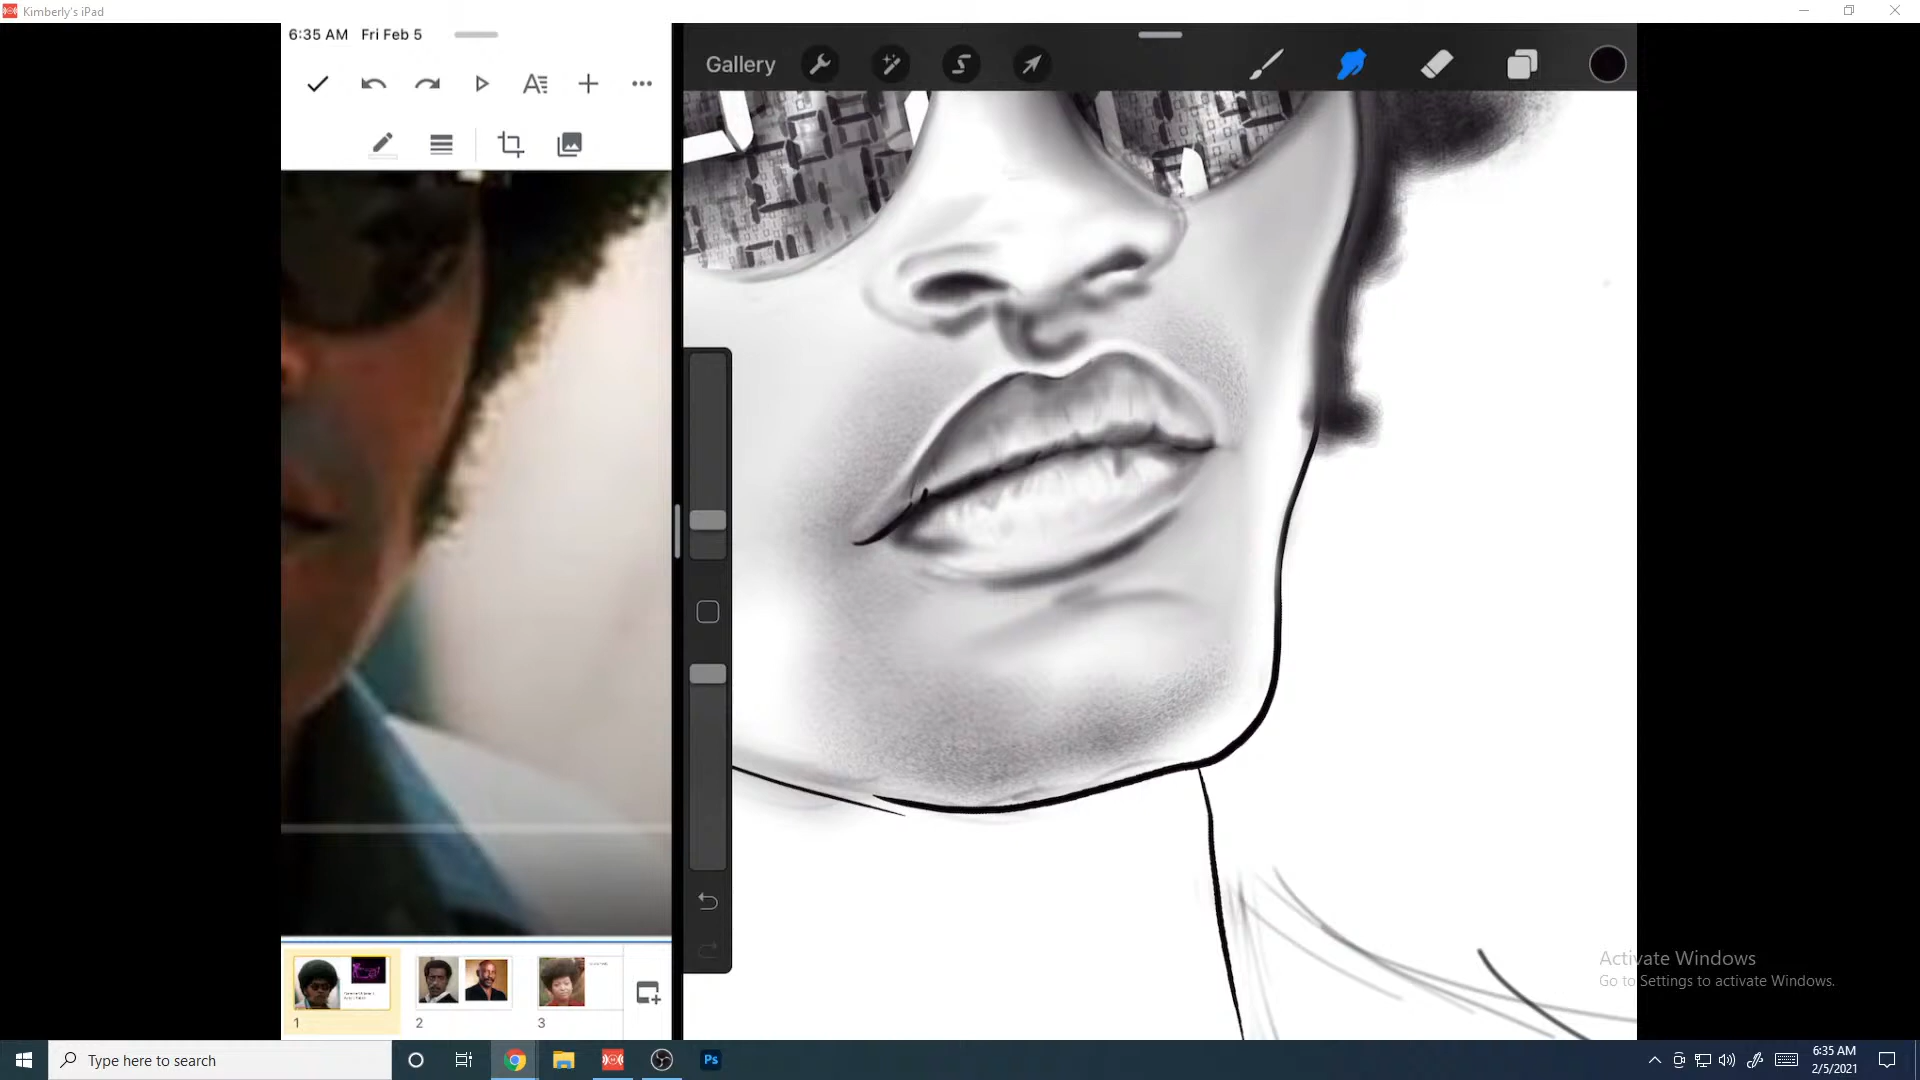 Kimberly's iPad
6:35 AM Fri Feb 5
Gallery
1
2
3
Activate Windows
Go to Settings to activate Windows.
Type here to search
Ps
6:35 AM
2/5/2021